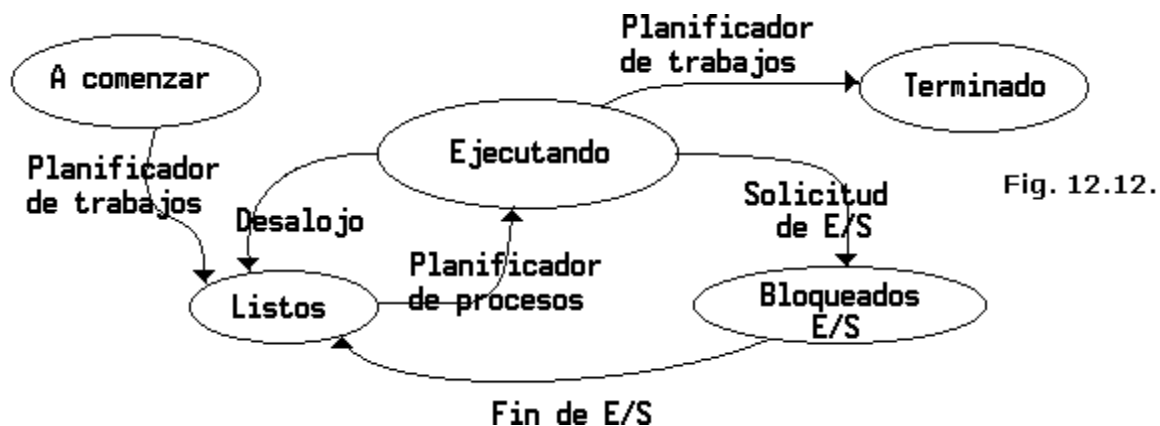 Planificador
de trabajos
A comenzar
Terminado
Ejecutando
Planificador
de trabajos
Fig. 12.12.
Solicitud
de E/S
Desalojo
Planificador
de procesos
Listos
Bloqueados
E/S
Fin de E/S